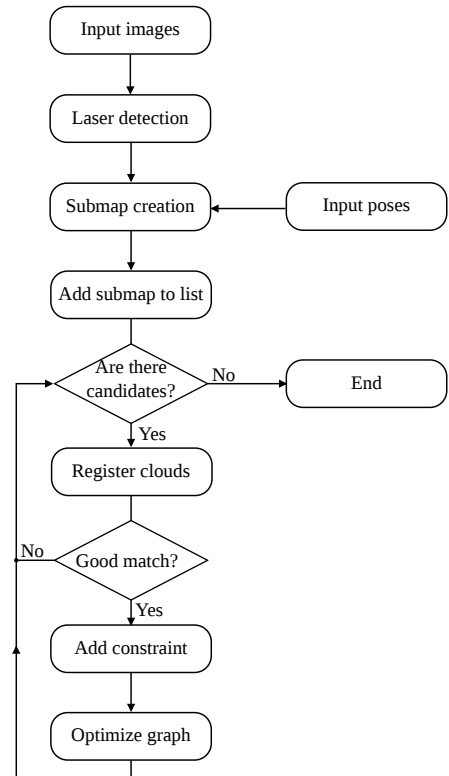 Input images
Laser detection
Submap creation
Input poses
Add submap to list
Are there
candidates?
No
End
Yes
Register clouds
No
Good match?
Yes
Add constraint
Optimize graph